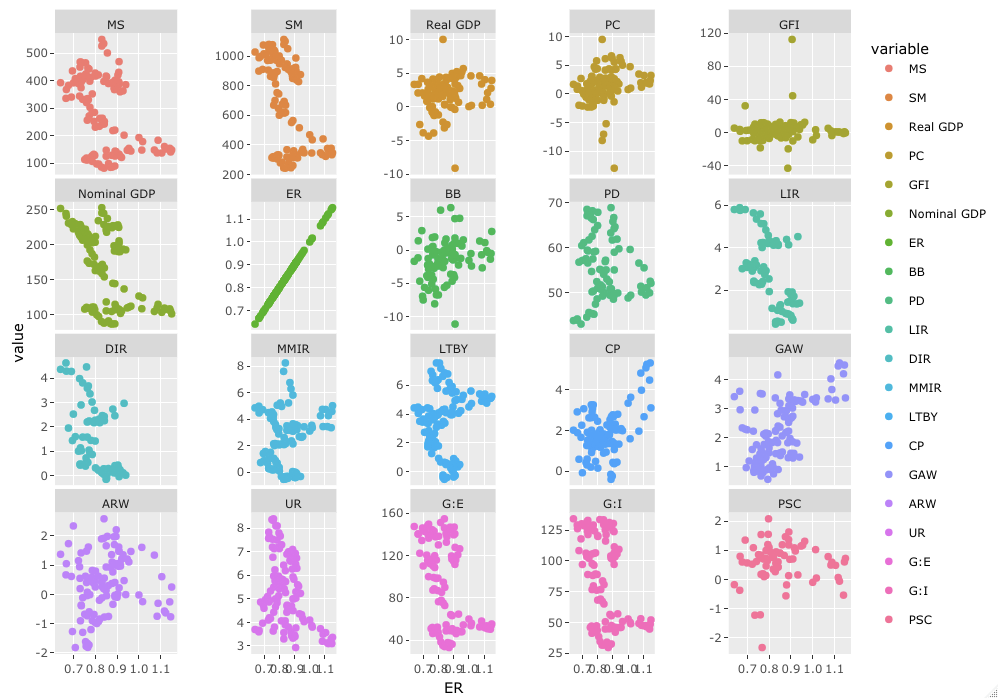 MS SM Real GDP PC GFI
500
400
300
200
100
1000
800
600
400
200
10
5
0
-5
-10
10
5
0
-5
-10
120
80
40
0
-40
Nominal GDP ER BB PD LIR
250
200
150
100
1.1
1.0
0.9
0.8
0.7
5
0
-5
-10
70
60
50
6
4
2
DIR MMIR LTBY CP GAW
4
3
2
1
0
8
6
4
2
0
6
4
2
0
4
2
0
4
3
2
1
ARW UR G:E G:I PSC
2
1
0
-1
-2
8
7
6
5
4
3
160
120
80
40
125
100
75
50
25
2
1
0
-1
-2
0.7 0.8 0.9 1.0 1.1
0.7 0.8 0.9 1.0 1.1
0.7 0.8 0.9 1.0 1.1
0.7 0.8 0.9 1.0 1.1
0.7 0.8 0.9 1.0 1.1
ER
value
variable
MS
SM
Real GDP
PC
GFI
Nominal GDP
ER
BB
PD
LIR
DIR
MMIR
LTBY
CP
GAW
ARW
UR
G:E
G:I
PSC